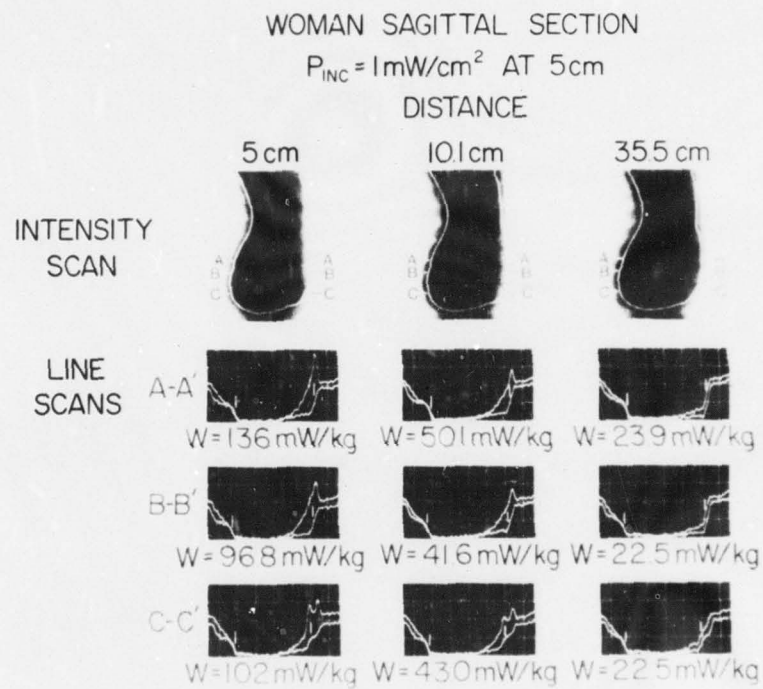 WOMAN SAGITTAL SECTION
P_INC = 1mW/cm² AT 5cm
DISTANCE
5 cm 10.1 cm 35.5 cm
INTENSITY
SCAN
A A A
B B B
C C C C
LINE
SCANS
A-A'
W=136 mW/kg W=50.1 mW/kg W=23.9 mW/kg
B-B'
W=96.8 mW/kg W=41.6 mW/kg W=22.5 mW/kg
C-C'
W=102 mW/kg W=43.0 mW/kg W=22.5 mW/kg